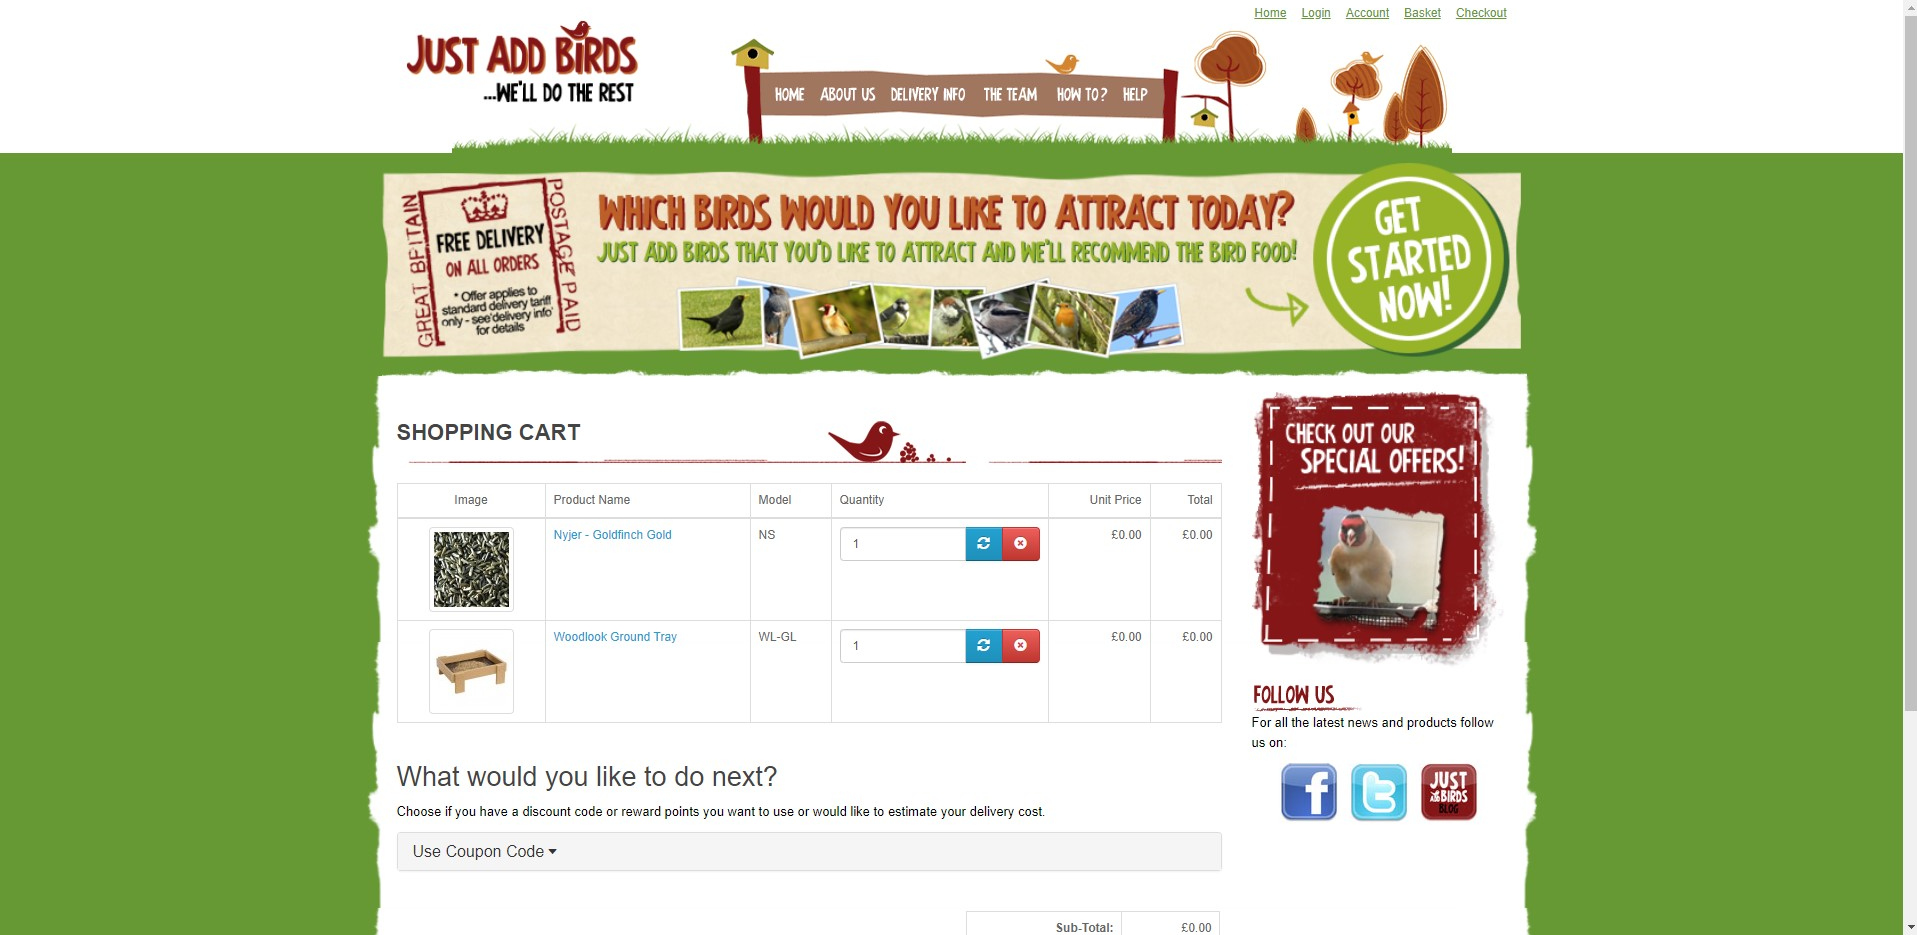 Home Login Account Basket Checkout
JUST ADD BIRDS
...WE'LL DO THE REST
HOME ABOUT US DELIVERY INFO THE TEAM HOW TO? HELP
GREAT BRITAIN
POSTAGE PAID
FREE DELIVERY
ON ALL ORDERS
* Offer applies to
standard delivery tariff
only - see 'delivery info'
for details
WHICH BIRDS WOULD YOU LIKE TO ATTRACT TODAY?
JUST ADD BIRDS THAT YOU'D LIKE TO ATTRACT AND WE'LL RECOMMEND THE BIRD FOOD!
GET
STARTED
NOW!
SHOPPING CART
Image Product Name Model Quantity Unit Price Total
Nyjer - Goldfinch Gold NS 1 £0.00 £0.00
Woodlook Ground Tray WL-GL 1 £0.00 £0.00
What would you like to do next?
Choose if you have a discount code or reward points you want to use or would like to estimate your delivery cost.
Use Coupon Code
Sub-Total: £0.00
CHECK OUT OUR
SPECIAL OFFERS!
FOLLOW US
For all the latest news and products follow
us on:
f t JUST
ADD BIRDS
BLOG